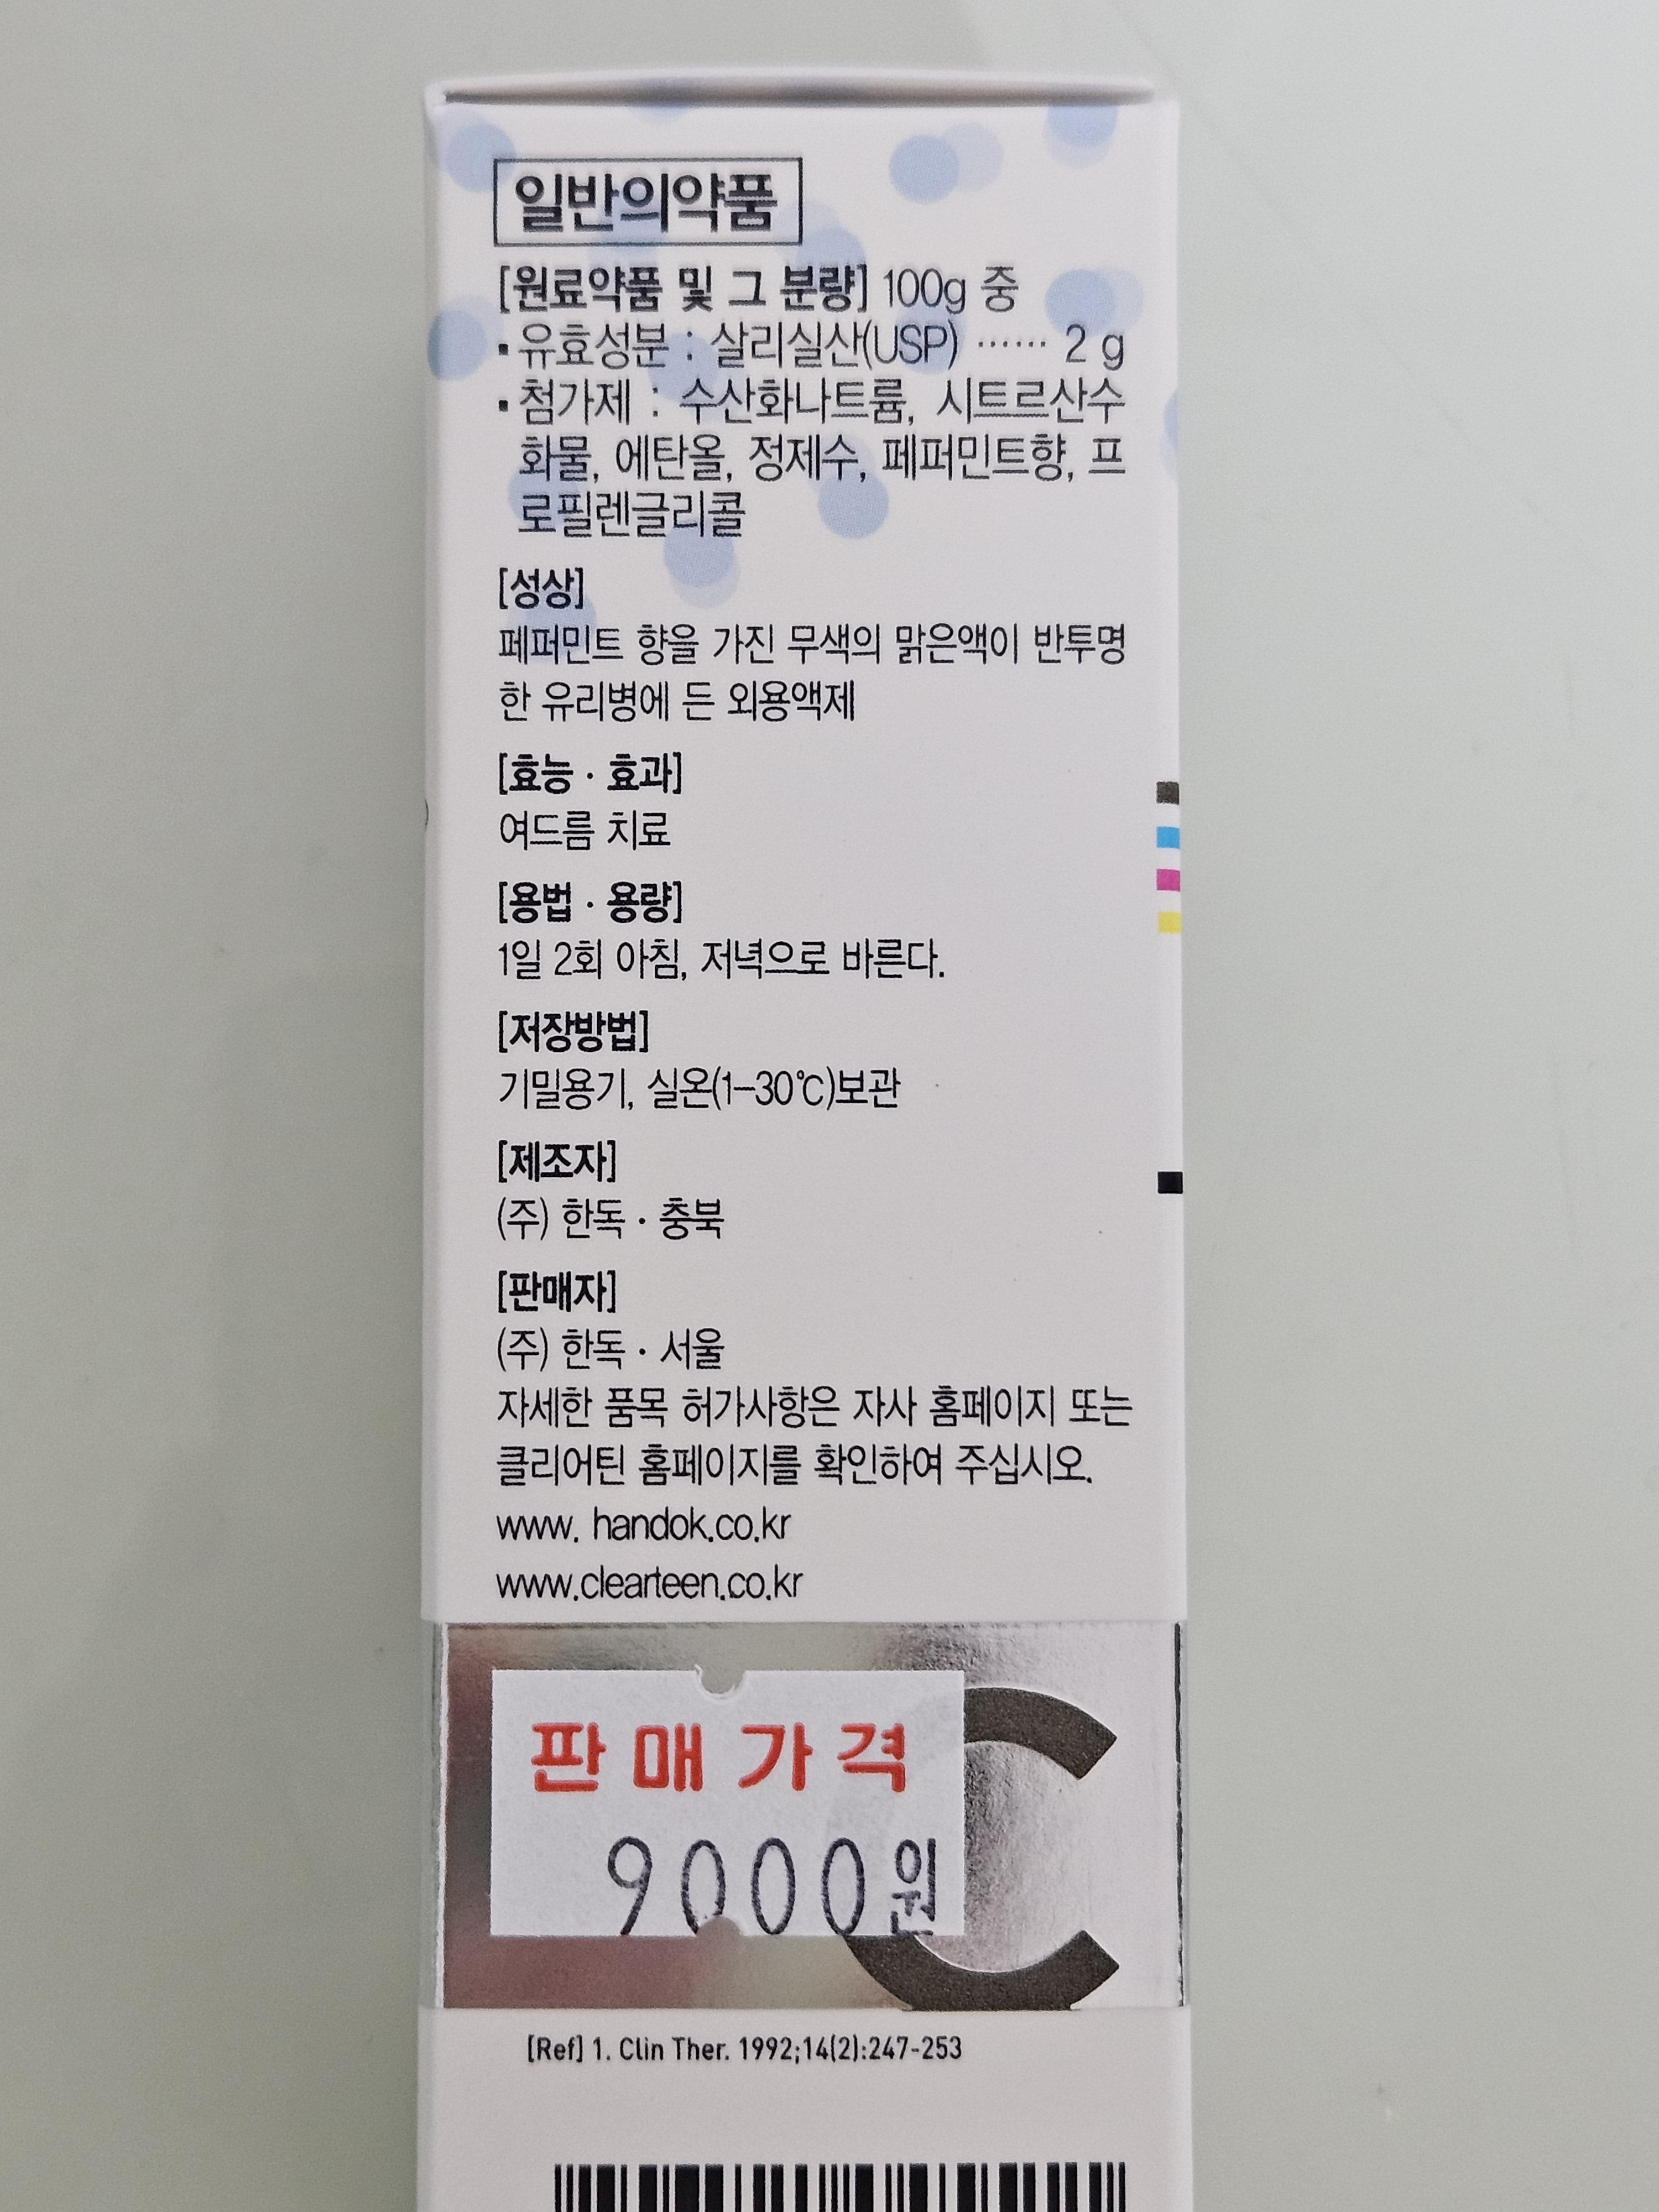 일반의약품
[원료약품 및 그 분량] 100g 중
▪ 유효성분 : 살리실산(USP) ······ 2 g
▪ 첨가제 : 수산화나트륨, 시트르산수
화물, 에탄올, 정제수, 페퍼민트향, 프
로필렌글리콜
[성상]
페퍼민트 향을 가진 무색의 맑은액이 반투명
한 유리병에 든 외용액제
[효능 · 효과]
여드름 치료
[용법 · 용량]
1일 2회 아침, 저녁으로 바른다.
[저장방법]
기밀용기, 실온(1-30℃)보관
[제조자]
(주) 한독 · 충북
[판매자]
(주) 한독 · 서울
자세한 품목 허가사항은 자사 홈페이지 또는
클리어틴 홈페이지를 확인하여 주십시오.
www. handok.co.kr
www.clearteen.co.kr
판매가격
9000원
C
[Ref] 1. Clin Ther. 1992;14(2):247-253